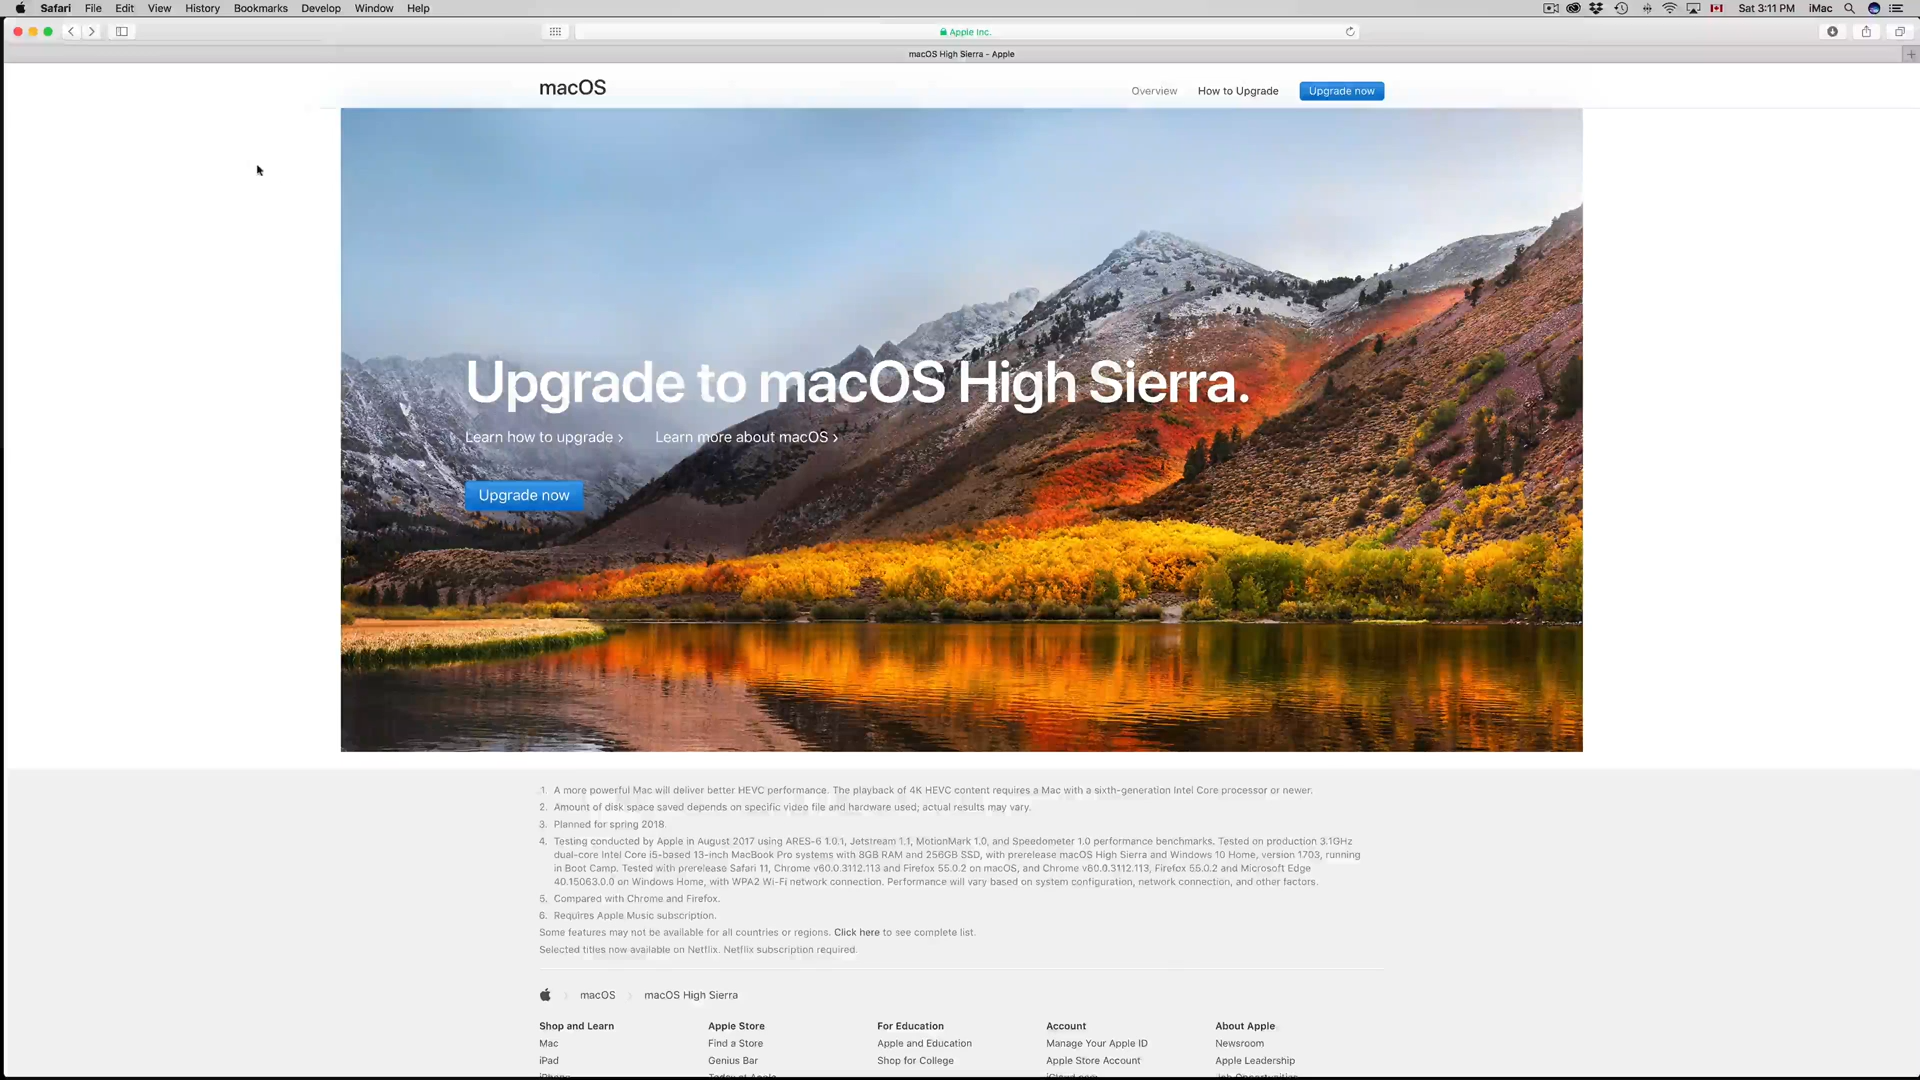 Safari File Edit View History Bookmarks Develop Window Help
Sat 3:11 PM iMac
Apple Inc.
macOS High Sierra – Apple
macOS
Overview How to Upgrade Upgrade now
Upgrade to macOS High Sierra.
Learn how to upgrade › Learn more about macOS ›
Upgrade now
1. A more powerful Mac will deliver better HEVC performance. The playback of 4K HEVC content requires a Mac with a sixth-generation Intel Core processor or newer.
2. Amount of disk space saved depends on specific video file and hardware used; actual results may vary.
3. Planned for spring 2018.
4. Testing conducted by Apple in August 2017 using ARES-6 1.0.1, Jetstream 1.1, MotionMark 1.0, and Speedometer 1.0 performance benchmarks. Tested on production 3.1GHz
dual-core Intel Core i5-based 13-inch MacBook Pro systems with 8GB RAM and 256GB SSD, with prerelease macOS High Sierra and Windows 10 Home, version 1703, running
in Boot Camp. Tested with prerelease Safari 11, Chrome v60.0.3112.113 and Firefox 55.0.2 on macOS, and Chrome v60.0.3112.113, Firefox 55.0.2 and Microsoft Edge
40.15063.0.0 on Windows Home, with WPA2 Wi-Fi network connection. Performance will vary based on system configuration, network connection, and other factors.
5. Compared with Chrome and Firefox.
6. Requires Apple Music subscription.
Some features may not be available for all countries or regions. Click here to see complete list.
Selected titles now available on Netflix. Netflix subscription required.
macOS macOS High Sierra
Shop and Learn Apple Store For Education Account About Apple
Mac Find a Store Apple and Education Manage Your Apple ID Newsroom
iPad Genius Bar Shop for College Apple Store Account Apple Leadership
iPhone Today at Apple iCloud.com Job Opportunities